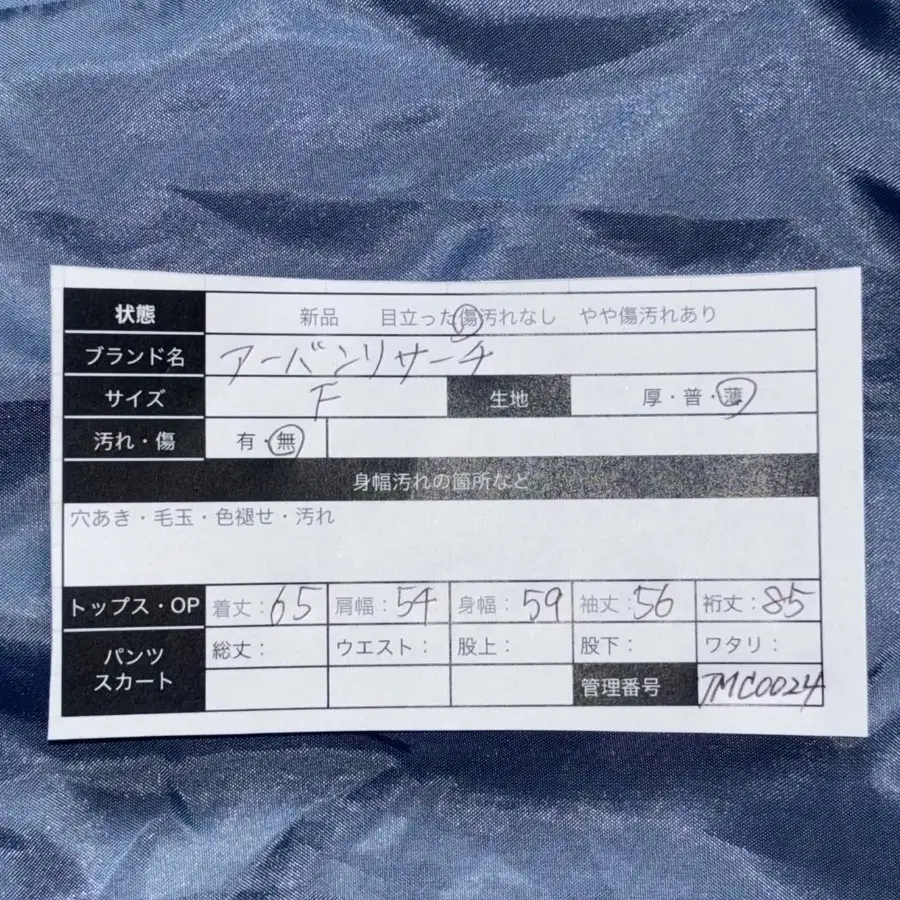 状態 新品 目立った傷汚れなし やや傷汚れあり
ブランド名 アーバンリサーチ
サイズ F 生地 厚・普・薄
汚れ・傷 有・無
身幅汚れの箇所など
穴あき・毛玉・色褪せ・汚れ
トップス・OP 着丈：65 肩幅：54 身幅：59 袖丈：56 裄丈：85
パンツ スカート 総丈： ウエスト： 股上： 股下： ワタリ：
管理番号 JMC0024